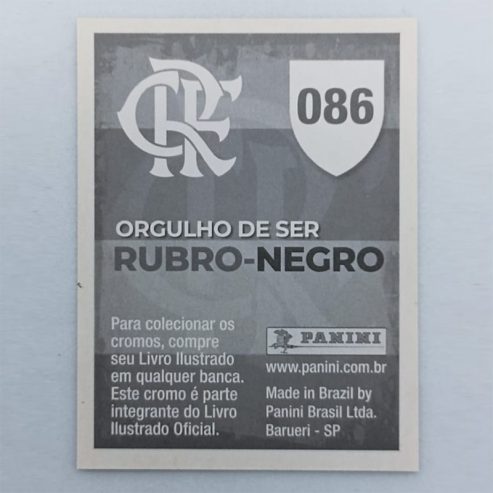 CRF
086
ORGULHO DE SER
RUBRO-NEGRO
Para colecionar os
cromos, compre
seu Livro Ilustrado
em qualquer banca.
Este cromo é parte
integrante do Livro
Ilustrado Oficial.
PANINI
www.panini.com.br
Made in Brazil by
Panini Brasil Ltda.
Barueri - SP